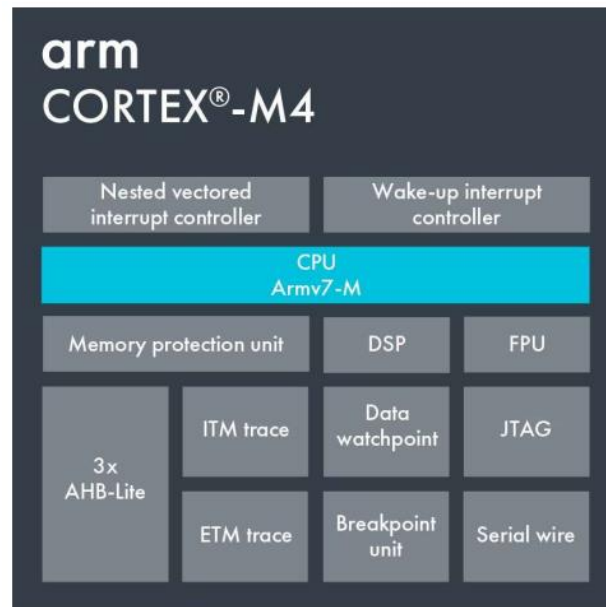 arm
CORTEX®-M4
Nested vectored
interrupt controller
Wake-up interrupt
controller
CPU
Armv7-M
Memory protection unit
DSP
FPU
3x
AHB-Lite
ITM trace
Data
watchpoint
JTAG
ETM trace
Breakpoint
unit
Serial wire